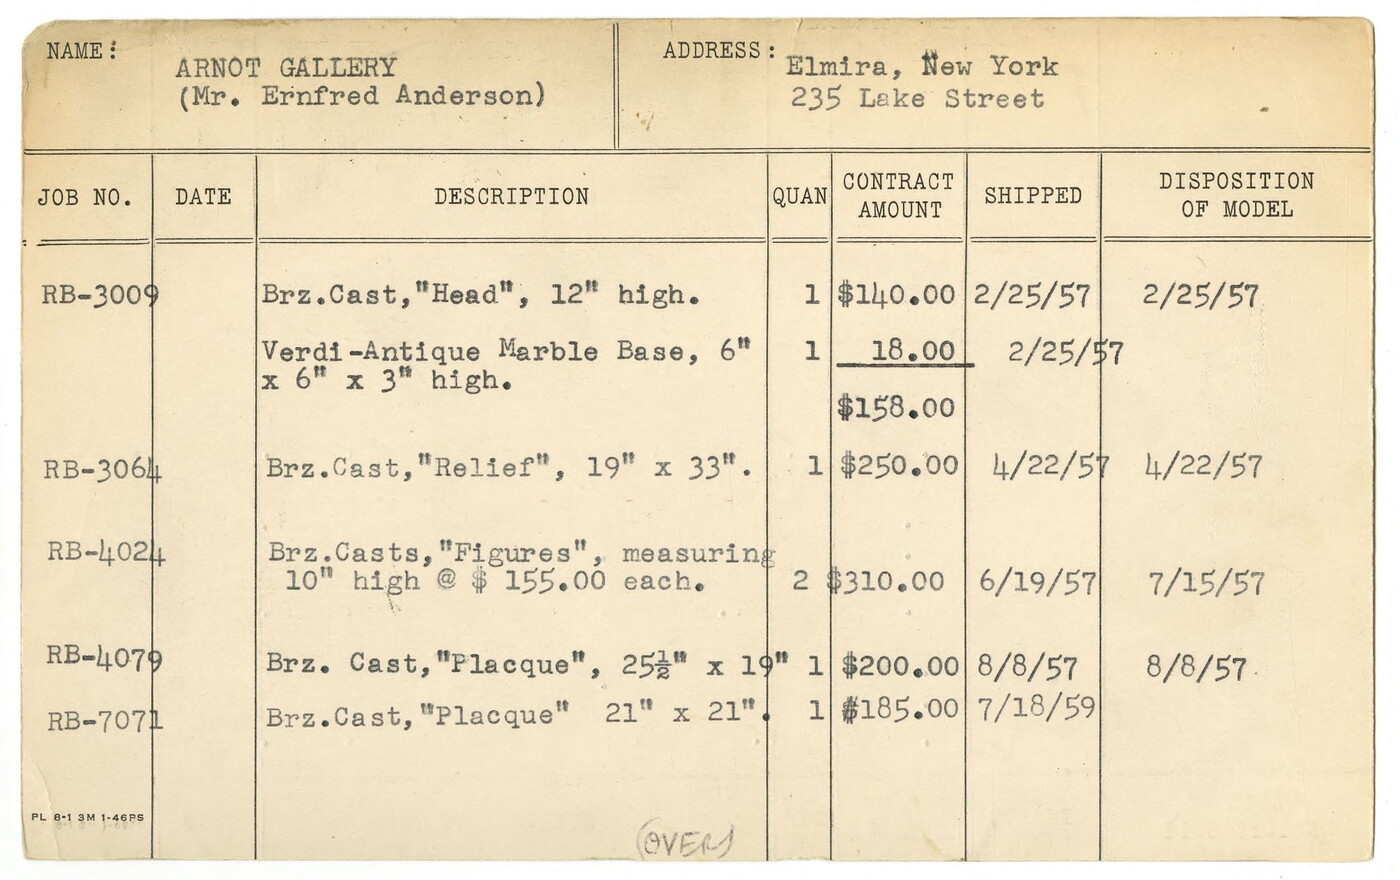 NAME: ADDRESS:
ARNOT GALLERY Elmira, New York
(Mr. Ernfred Anderson) 235 Lake Street
JOB NO. DATE DESCRIPTION QUAN CONTRACT AMOUNT SHIPPED DISPOSITION OF MODEL
RB-3009 Brz.Cast,"Head", 12" high. 1 $140.00 2/25/57 2/25/57
Verdi-Antique Marble Base, 6" 1 18.00 2/25/57
x 6" x 3" high.
$158.00
RB-3064 Brz.Cast,"Relief", 19" x 33". 1 $250.00 4/22/57 4/22/57
RB-4024 Brz.Casts,"Figures", measuring
10" high @ $ 155.00 each. 2 $310.00 6/19/57 7/15/57
RB-4079 Brz. Cast,"Placque", 25½" x 19" 1 $200.00 8/8/57 8/8/57
RB-7071 Brz.Cast,"Placque" 21" x 21". 1 $185.00 7/18/59
PL 8-1 3M 1-46PS
(OVER)